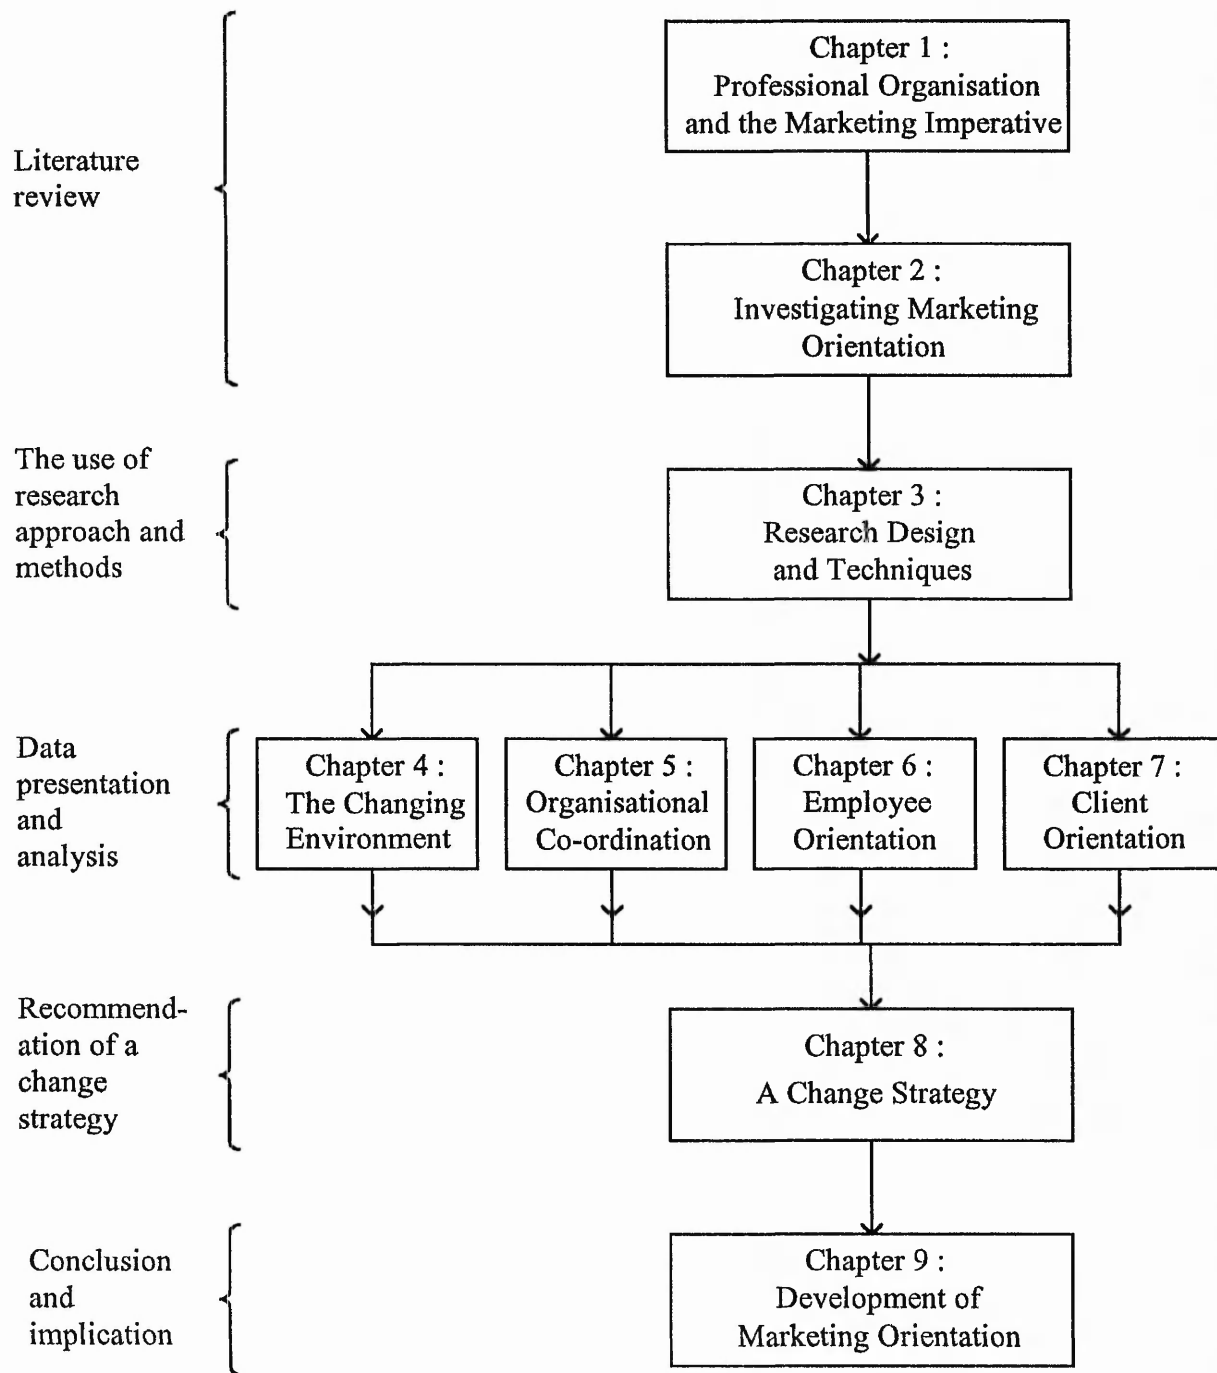 Literature
review
Chapter 1 :
Professional Organisation
and the Marketing Imperative
Chapter 2 :
Investigating Marketing
Orientation
The use of
research
approach and
methods
Chapter 3 :
Research Design
and Techniques
Data
presentation
and
analysis
Chapter 4 :
The Changing
Environment
Chapter 5 :
Organisational
Co-ordination
Chapter 6 :
Employee
Orientation
Chapter 7 :
Client
Orientation
Recommend-
ation of a
change
strategy
Chapter 8 :
A Change Strategy
Conclusion
and
implication
Chapter 9 :
Development of
Marketing Orientation